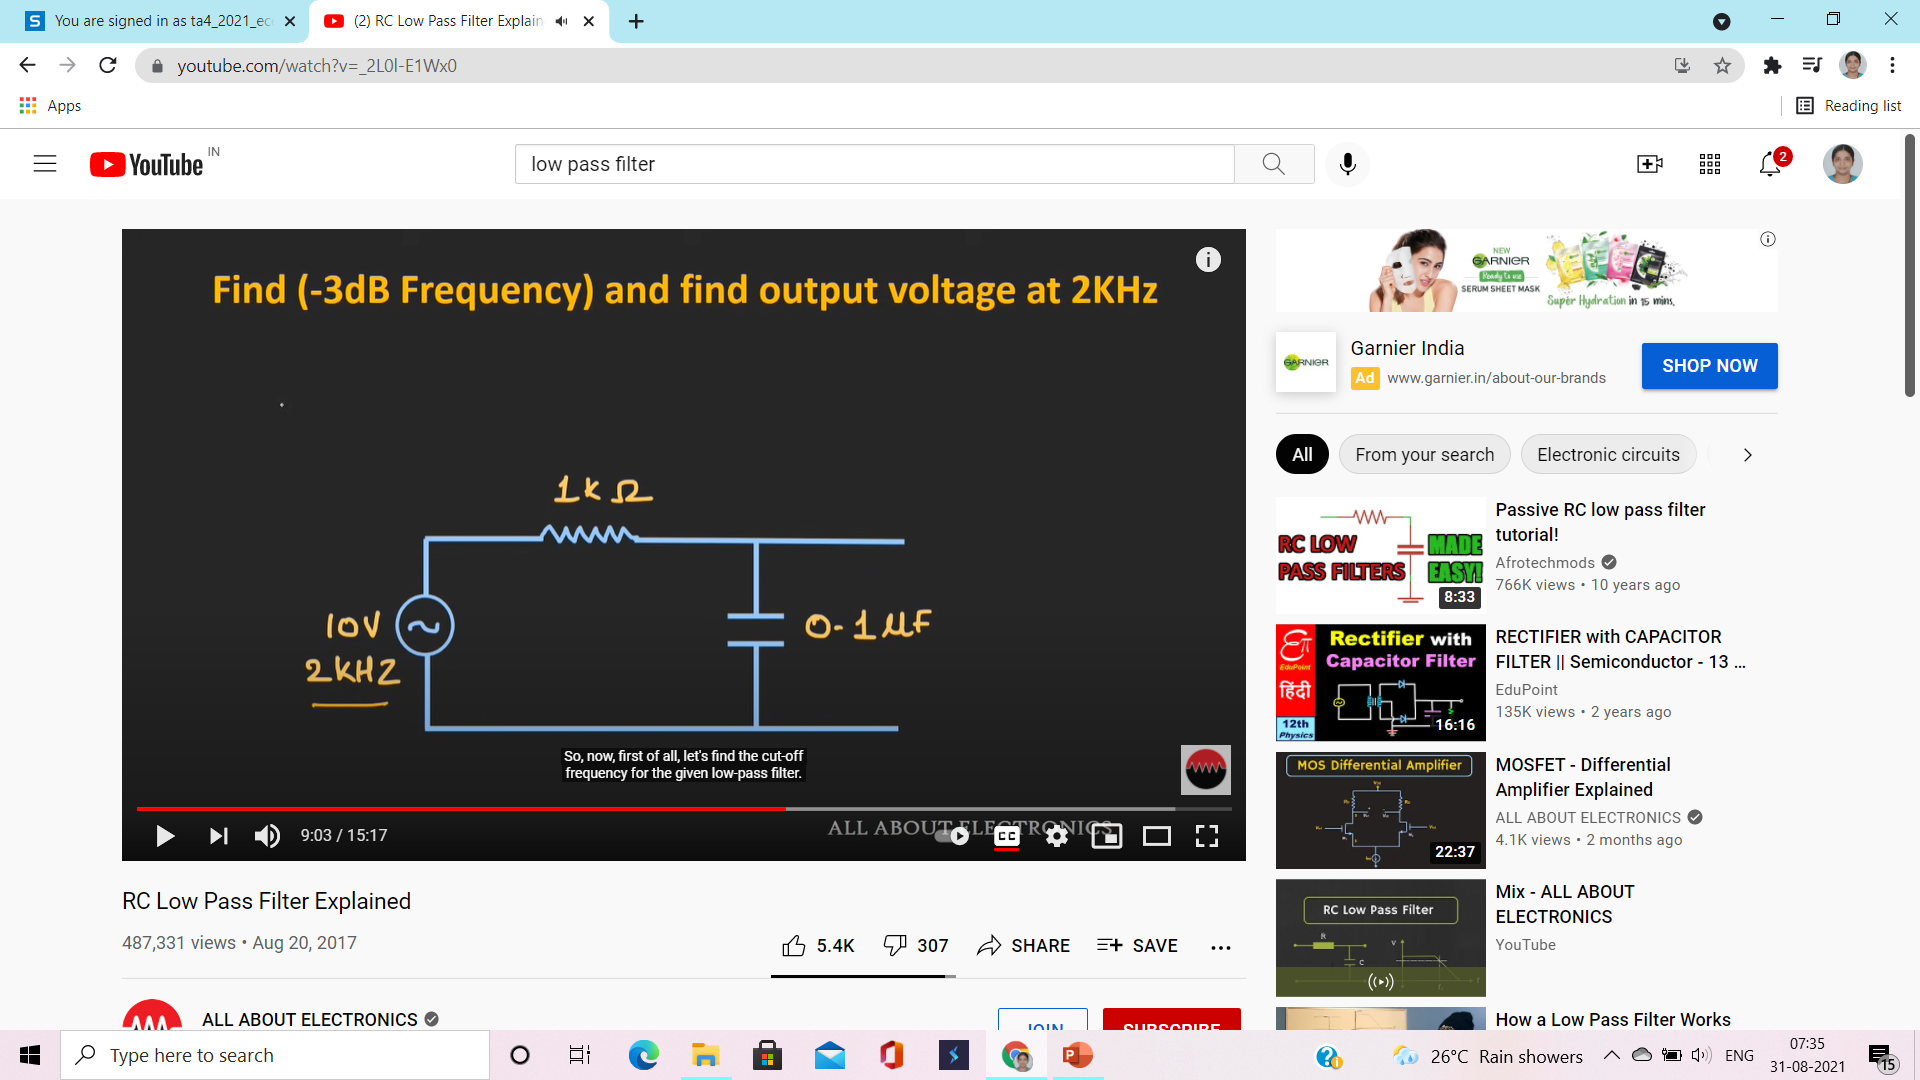 You are signed in as ta4_2021_ec
(2) RC Low Pass Filter Explain
youtube.com/watch?v=_2L0l-E1Wx0
Apps
Reading list
YouTube IN
low pass filter
2
Find (-3dB Frequency) and find output voltage at 2KHz
1kΩ
10V
2KHZ
0.1μF
So, now, first of all, let's find the cut-off
frequency for the given low-pass filter.
ALL ABOUT ELECTRONICS
9:03 / 15:17
CC
RC Low Pass Filter Explained
487,331 views • Aug 20, 2017
5.4K
307
SHARE
SAVE
ALL ABOUT ELECTRONICS
JOIN
SUBSCRIBE
NEW
GARNIER
Ready to use
SERUM SHEET MASK
Super Hydration in 15 mins.
GARNIER
Garnier India
Ad www.garnier.in/about-our-brands
SHOP NOW
All
From your search
Electronic circuits
RC LOW
PASS FILTERS
MADE
EASY!
8:33
Passive RC low pass filter
tutorial!
Afrotechmods
766K views • 10 years ago
EduPoint
हिंदी
12th
Physics
Rectifier with
Capacitor Filter
16:16
RECTIFIER with CAPACITOR
FILTER || Semiconductor - 13 ...
EduPoint
135K views • 2 years ago
MOS Differential Amplifier
22:37
MOSFET - Differential
Amplifier Explained
ALL ABOUT ELECTRONICS
4.1K views • 2 months ago
RC Low Pass Filter
R
C
V
Mix - ALL ABOUT
ELECTRONICS
YouTube
How a Low Pass Filter Works
Type here to search
26°C Rain showers
ENG
07:35
31-08-2021
15